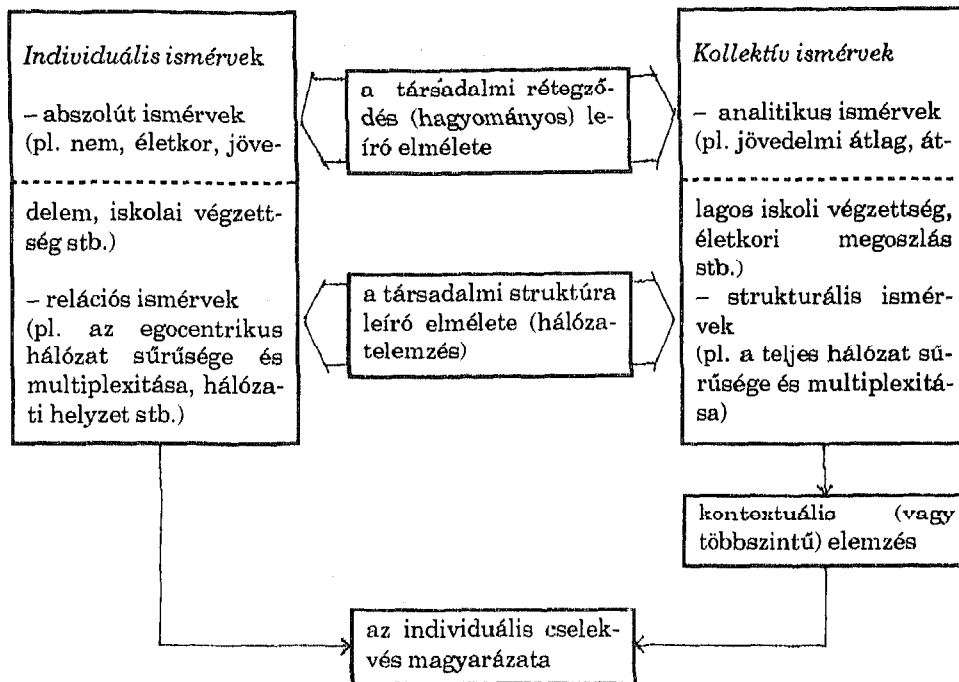 Individuális ismérvek
– abszolút ismérvek
(pl. nem, életkor, jöve-
delem, iskolai végzett-
ség stb.)
– relációs ismérvek
(pl. az egocentrikus
hálózat sűrűsége és
multiplexitása, hálóza-
ti helyzet stb.)
a társadalmi rétegző-
dés (hagyományos) le-
író elmélete
a társadalmi struktúra
leíró elmélete (hálóza-
telemzés)
Kollektív ismérvek
– analitikus ismérvek
(pl. jövedelmi átlag, át-
lagos iskoli végzettség,
életkori megoszlás
stb.)
– strukturális ismér-
vek
(pl. a teljes hálózat sű-
rűsége és multiplexitá-
sa)
kontextuális (vagy
többszintű) elemzés
az individuális cselek-
vés magyarázata